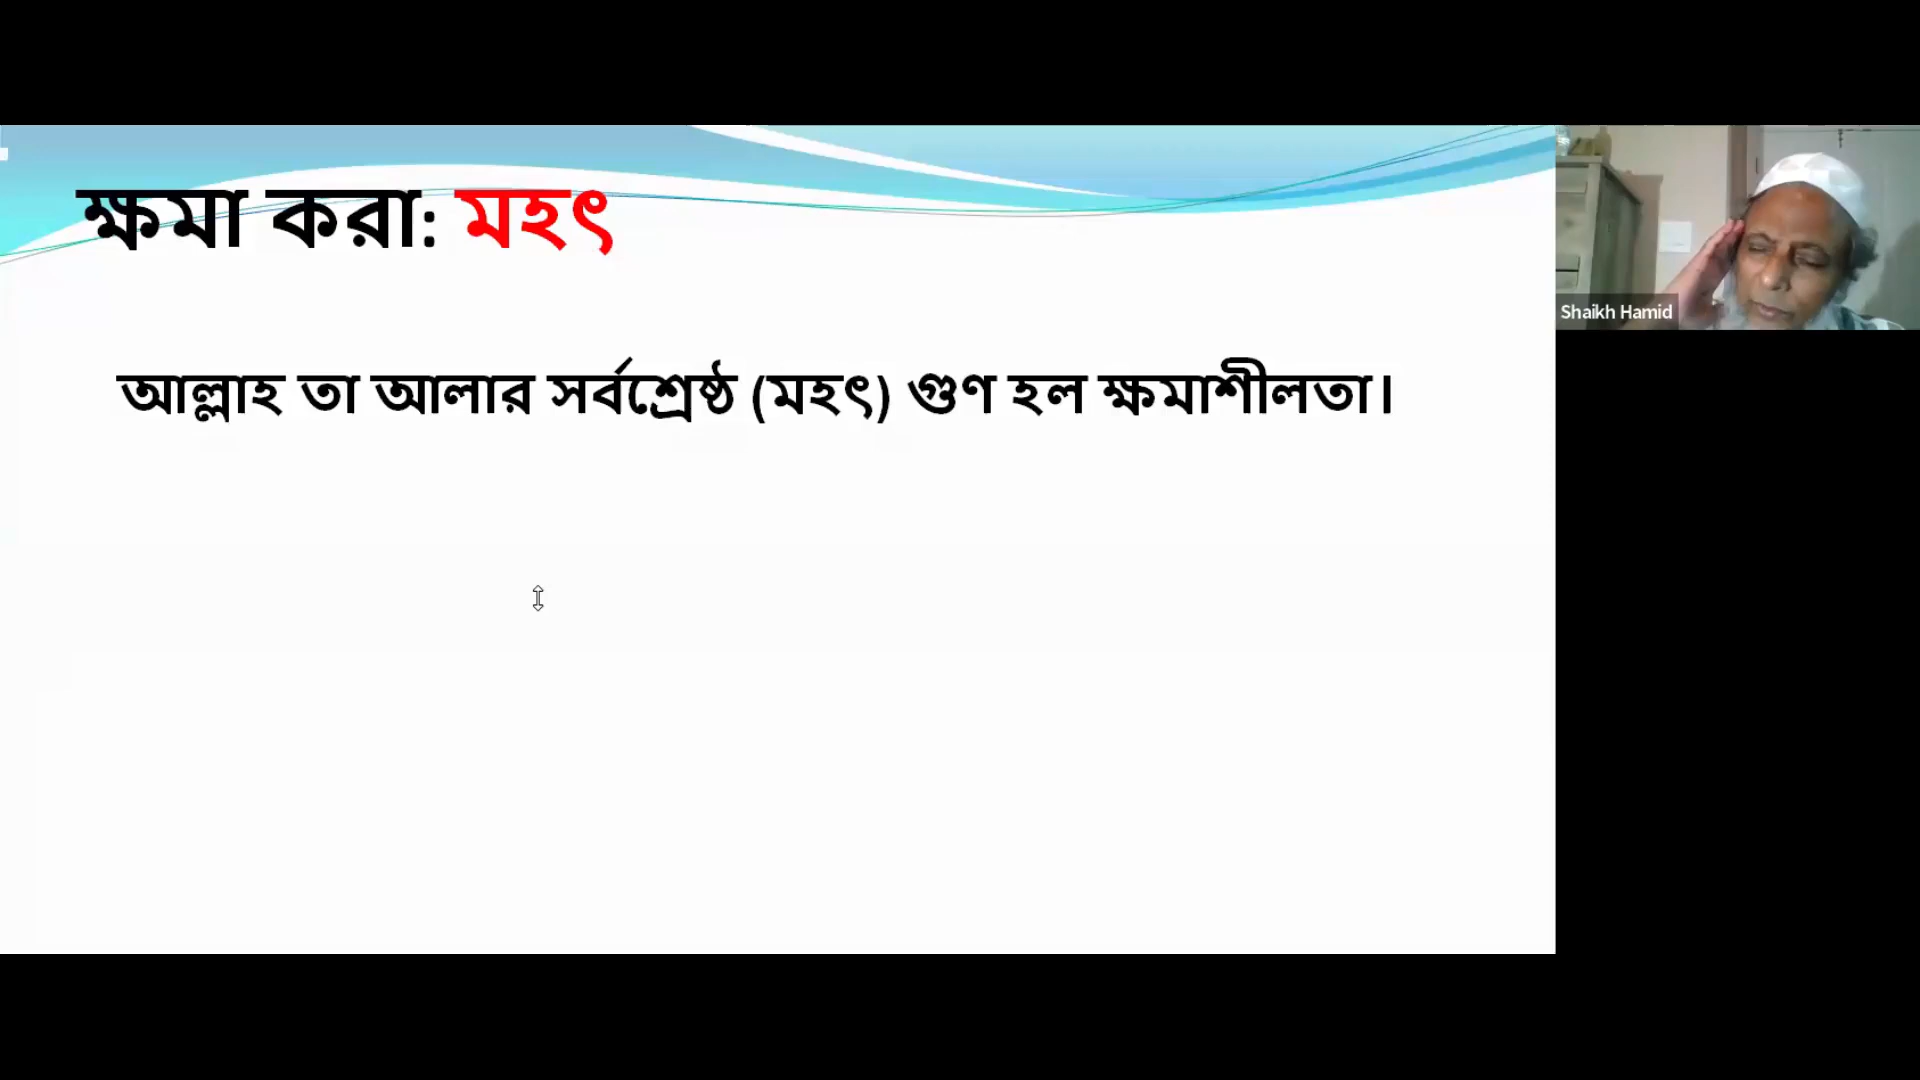 ক্ষমা করা: মহৎ
আল্লাহ তা আলার সর্বশ্রেষ্ঠ (মহৎ) গুণ হল ক্ষমাশীলতা।
Shaikh Hamid